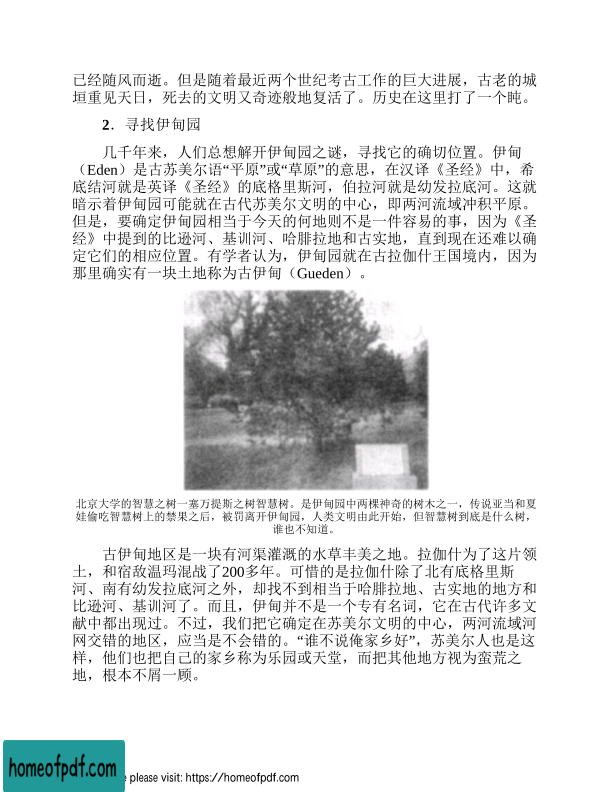 已经随风而逝。但是随着最近两个世纪考古工作的巨大进展，古老的城
垣重见天日，死去的文明又奇迹般地复活了。历史在这里打了一个盹。
2．寻找伊甸园
几千年来，人们总想解开伊甸园之谜，寻找它的确切位置。伊甸
（Eden）是古苏美尔语“平原”或“草原”的意思，在汉译《圣经》中，希
底结河就是英译《圣经》的底格里斯河，伯拉河就是幼发拉底河。这就
暗示着伊甸园可能就在古代苏美尔文明的中心，即两河流域冲积平原。
但是，要确定伊甸园相当于今天的何地则不是一件容易的事，因为《圣
经》中提到的比逊河、基训河、哈腓拉地和古实地，直到现在还难以确
定它们的相应位置。有学者认为，伊甸园就在古拉伽什王国境内，因为
那里确实有一块土地称为古伊甸（Gueden）。
北京大学的智慧之树一塞万提斯之树智慧树。是伊甸园中两棵神奇的树木之一，传说亚当和夏
娃偷吃智慧树上的禁果之后，被罚离开伊甸园，人类文明由此开始，但智慧树到底是什么树，
谁也不知道。
古伊甸地区是一块有河渠灌溉的水草丰美之地。拉伽什为了这片领
土，和宿敌温玛混战了200多年。可惜的是拉伽什除了北有底格里斯
河、南有幼发拉底河之外，却找不到相当于哈腓拉地、古实地的地方和
比逊河、基训河了。而且，伊甸并不是一个专有名词，它在古代许多文
献中都出现过。不过，我们把它确定在苏美尔文明的中心，两河流域河
网交错的地区，应当是不会错的。“谁不说俺家乡好”，苏美尔人也是这
样，他们也把自己的家乡称为乐园或天堂，而把其他地方视为蛮荒之
地，根本不屑一顾。
homeofpdf.com
e please visit: https://homeofpdf.com